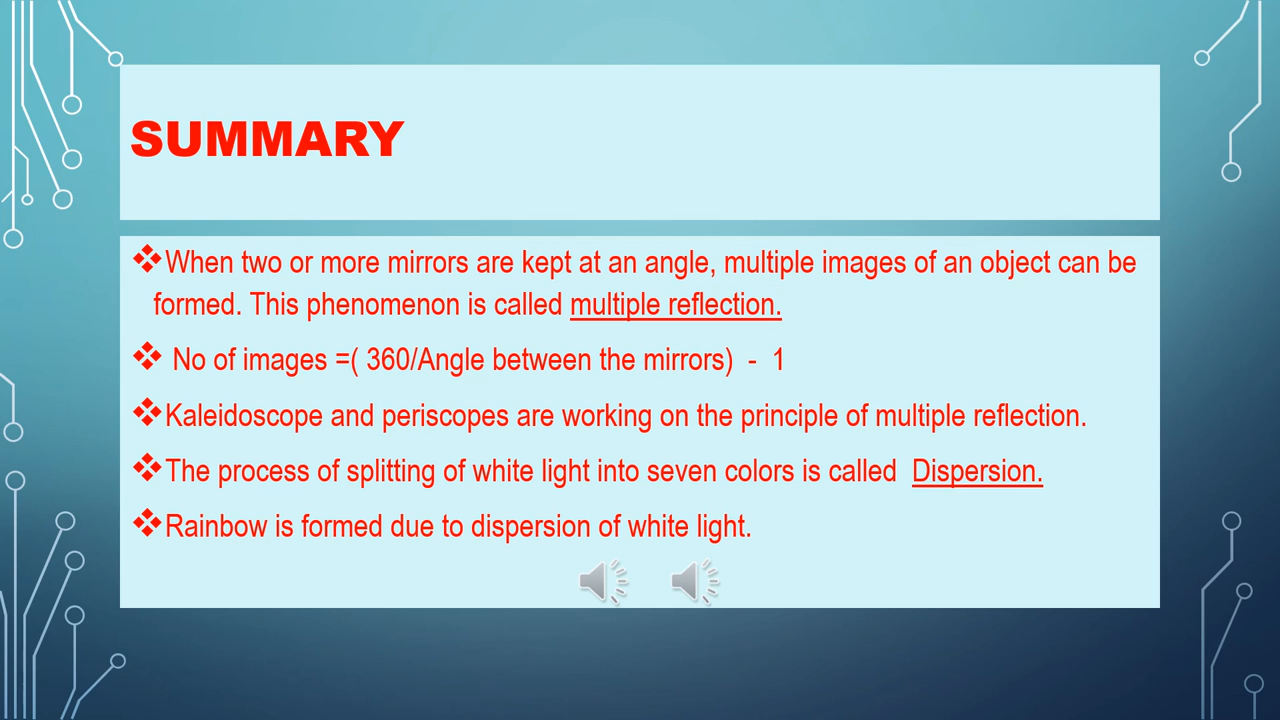 SUMMARY
❖When two or more mirrors are kept at an angle, multiple images of an object can be
formed. This phenomenon is called multiple reflection.
❖ No of images =( 360/Angle between the mirrors)  -  1
❖Kaleidoscope and periscopes are working on the principle of multiple reflection.
❖The process of splitting of white light into seven colors is called  Dispersion.
❖Rainbow is formed due to dispersion of white light.